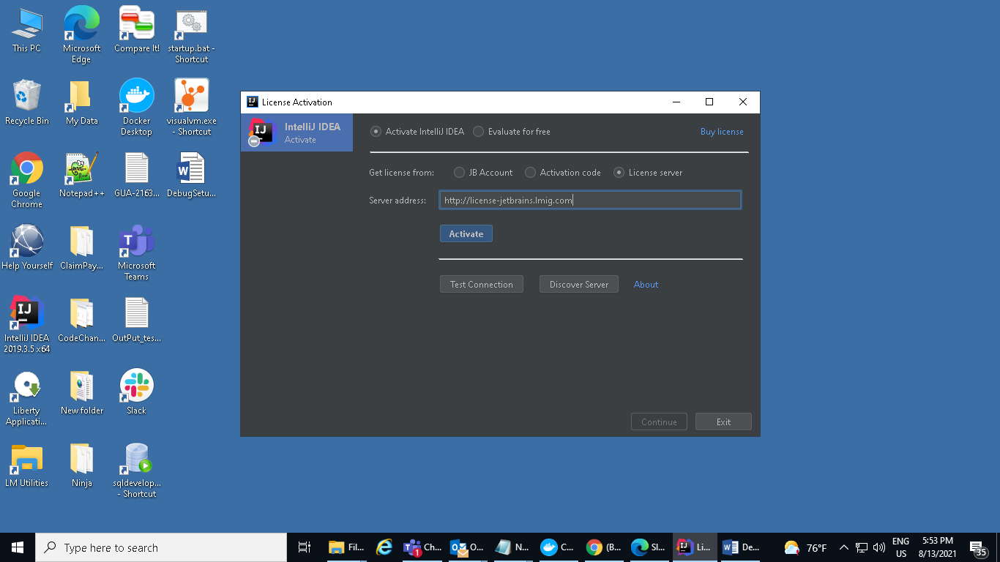 This PC
Microsoft
Edge
Compare It!
startup.bat -
Shortcut
Recycle Bin
My Data
Docker
Desktop
visualvm.exe
- Shortcut
Google
Chrome
Notepad++
GUA-2163...
DebugSetu...
Help Yourself
ClaimPay...
Microsoft
Teams
IntelliJ IDEA
2019.3.5 x64
CodeChan...
OutPut_tes...
Liberty
Applicati...
New folder
Slack
LM Utilities
Ninja
sqldevelop...
- Shortcut
License Activation
IntelliJ IDEA
Activate
Activate IntelliJ IDEA
Evaluate for free
Buy license
Get license from:
JB Account
Activation code
License server
Server address:
http://license-jetbrains.lmig.com
Activate
Test Connection
Discover Server
About
Continue
Exit
Type here to search
Fil...
Ch...
O...
N...
C...
(B...
Sl...
Li...
De...
76°F
ENG
US
5:53 PM
8/13/2021
35